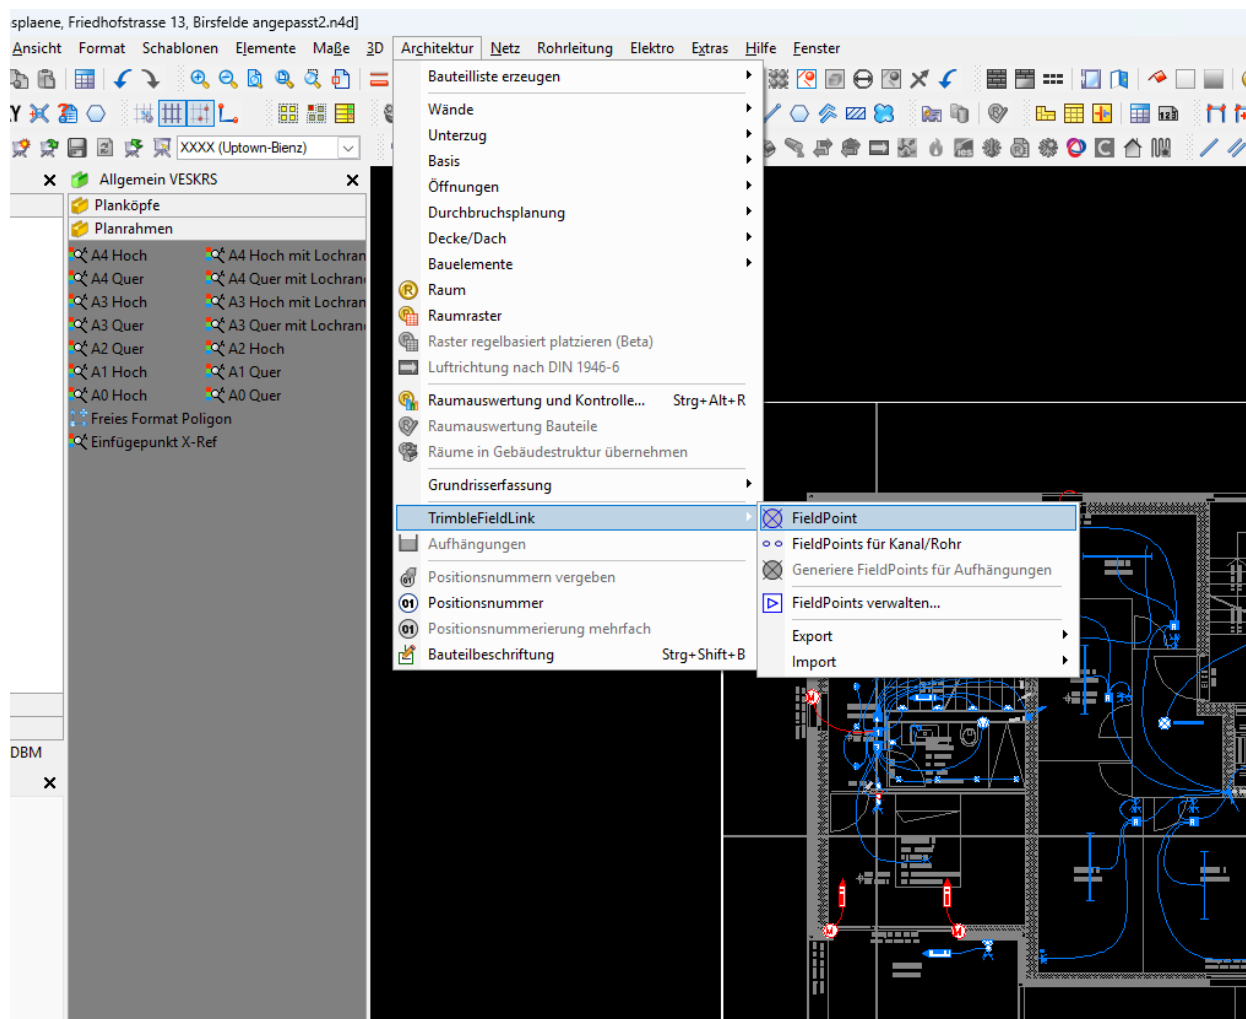 splaene, Friedhofstrasse 13, Birsfelde angepasst2.n4d]
Ansicht Format Schablonen Elemente Maße 3D Architektur Netz Rohrleitung Elektro Extras Hilfe Fenster
XXXX (Uptown-Bienz)
Allgemein VESKRS
Planköpfe
Planrahmen
A4 Hoch A4 Hoch mit Lochran
A4 Quer A4 Quer mit Lochran
A3 Hoch A3 Hoch mit Lochran
A3 Quer A3 Quer mit Lochran
A2 Quer A2 Hoch
A1 Hoch A1 Quer
A0 Hoch A0 Quer
Freies Format Poligon
Einfügepunkt X-Ref
DBM
Bauteilliste erzeugen
Wände
Unterzug
Basis
Öffnungen
Durchbruchsplanung
Decke/Dach
Bauelemente
Raum
Raumraster
Raster regelbasiert platzieren (Beta)
Luftrichtung nach DIN 1946-6
Raumauswertung und Kontrolle... Strg+Alt+R
Raumauswertung Bauteile
Räume in Gebäudestruktur übernehmen
Grundrisserfassung
TrimbleFieldLink
Aufhängungen
Positionsnummern vergeben
Positionsnummer
Positionsnummerierung mehrfach
Bauteilbeschriftung Strg+Shift+B
FieldPoint
FieldPoints für Kanal/Rohr
Generiere FieldPoints für Aufhängungen
FieldPoints verwalten...
Export
Import